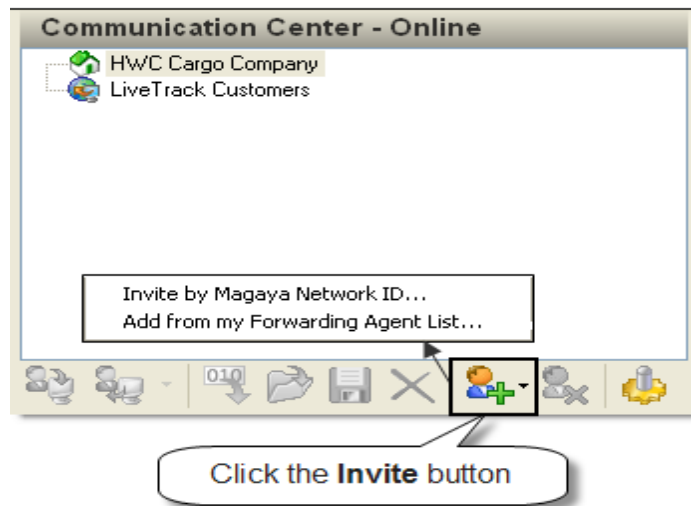 Communication Center - Online
HWC Cargo Company
LiveTrack Customers
Invite by Magaya Network ID...
Add from my Forwarding Agent List...
010
Click the Invite button